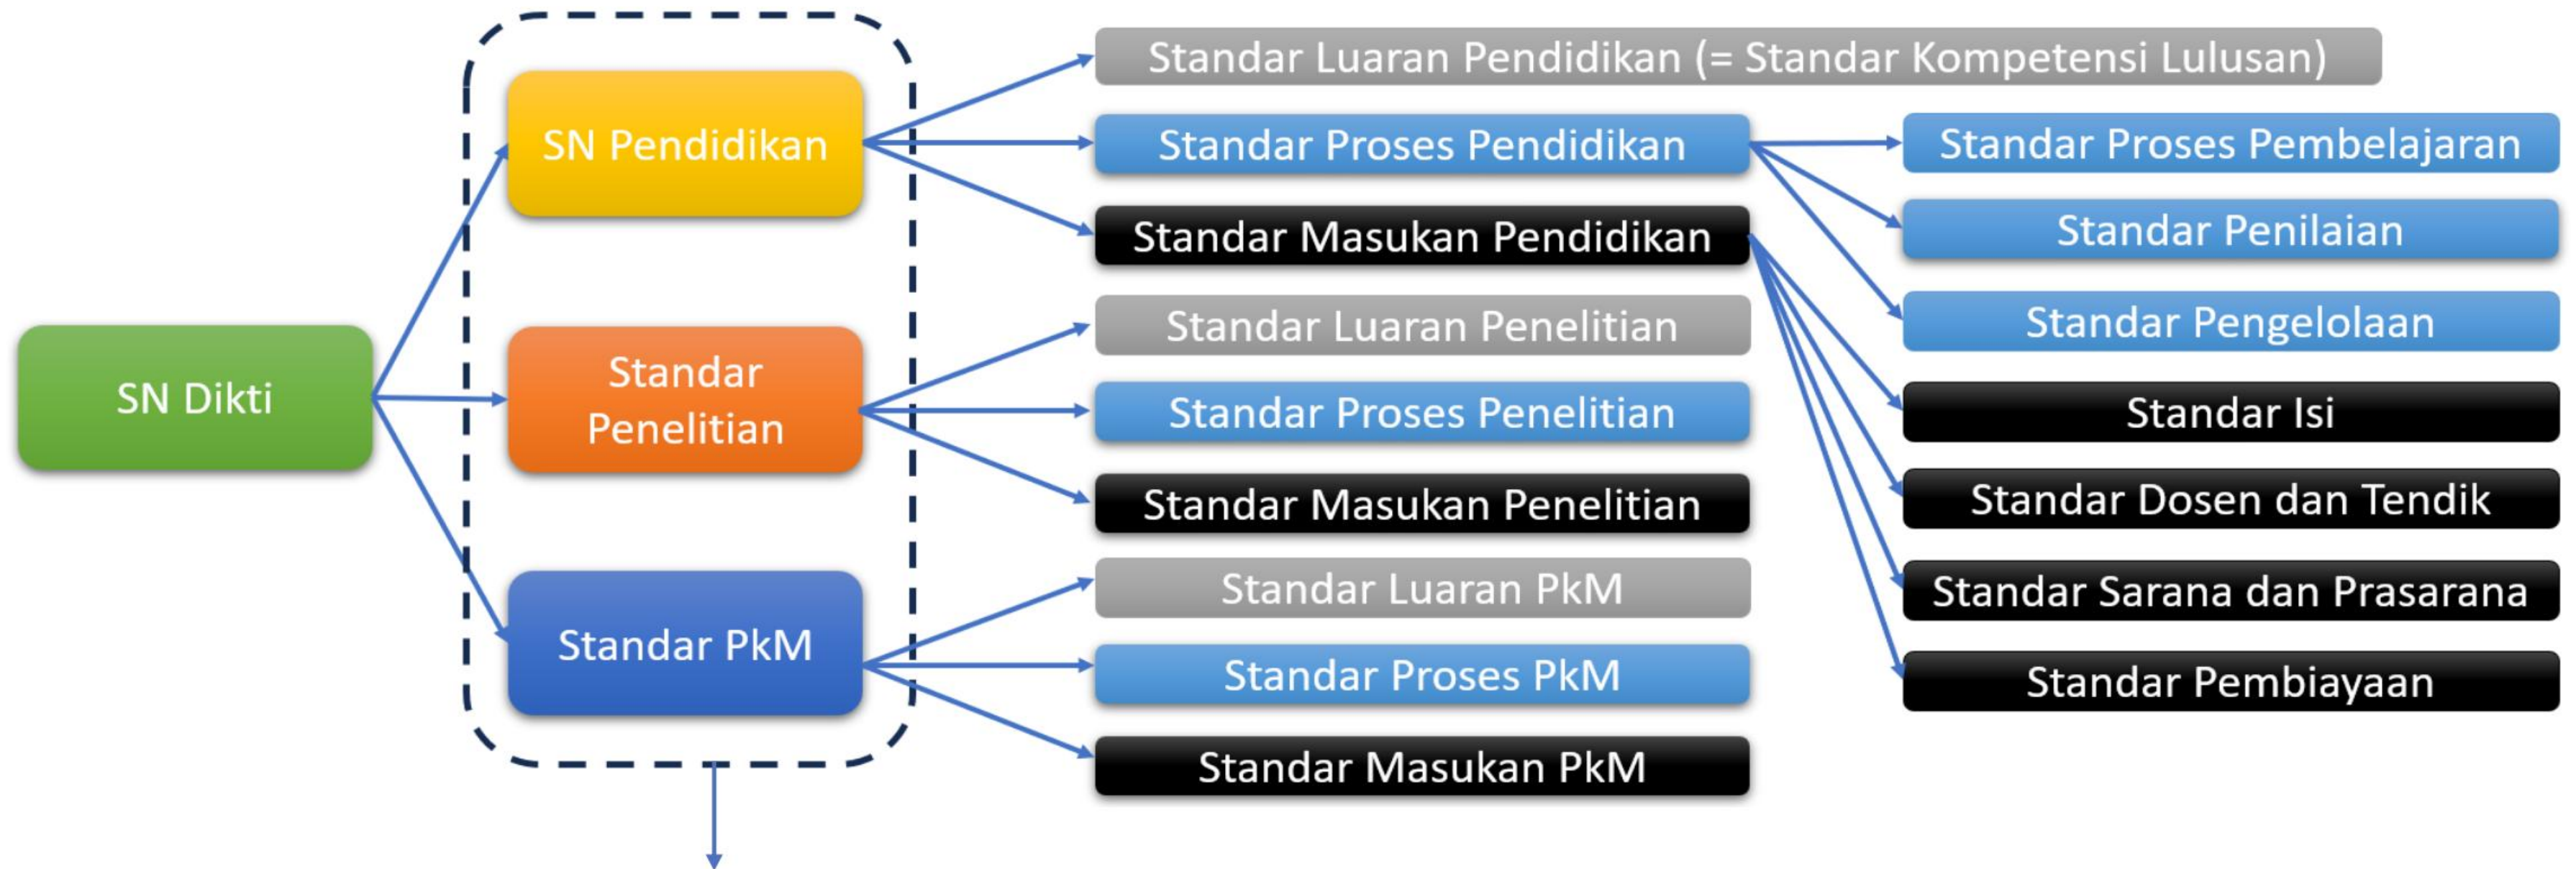 SN Dikti
SN Pendidikan
Standar
Penelitian
Standar PkM
Standar Luaran Pendidikan (= Standar Kompetensi Lulusan)
Standar Proses Pendidikan
Standar Masukan Pendidikan
Standar Luaran Penelitian
Standar Proses Penelitian
Standar Masukan Penelitian
Standar Luaran PkM
Standar Proses PkM
Standar Masukan PkM
Standar Proses Pembelajaran
Standar Penilaian
Standar Pengelolaan
Standar Isi
Standar Dosen dan Tendik
Standar Sarana dan Prasarana
Standar Pembiayaan